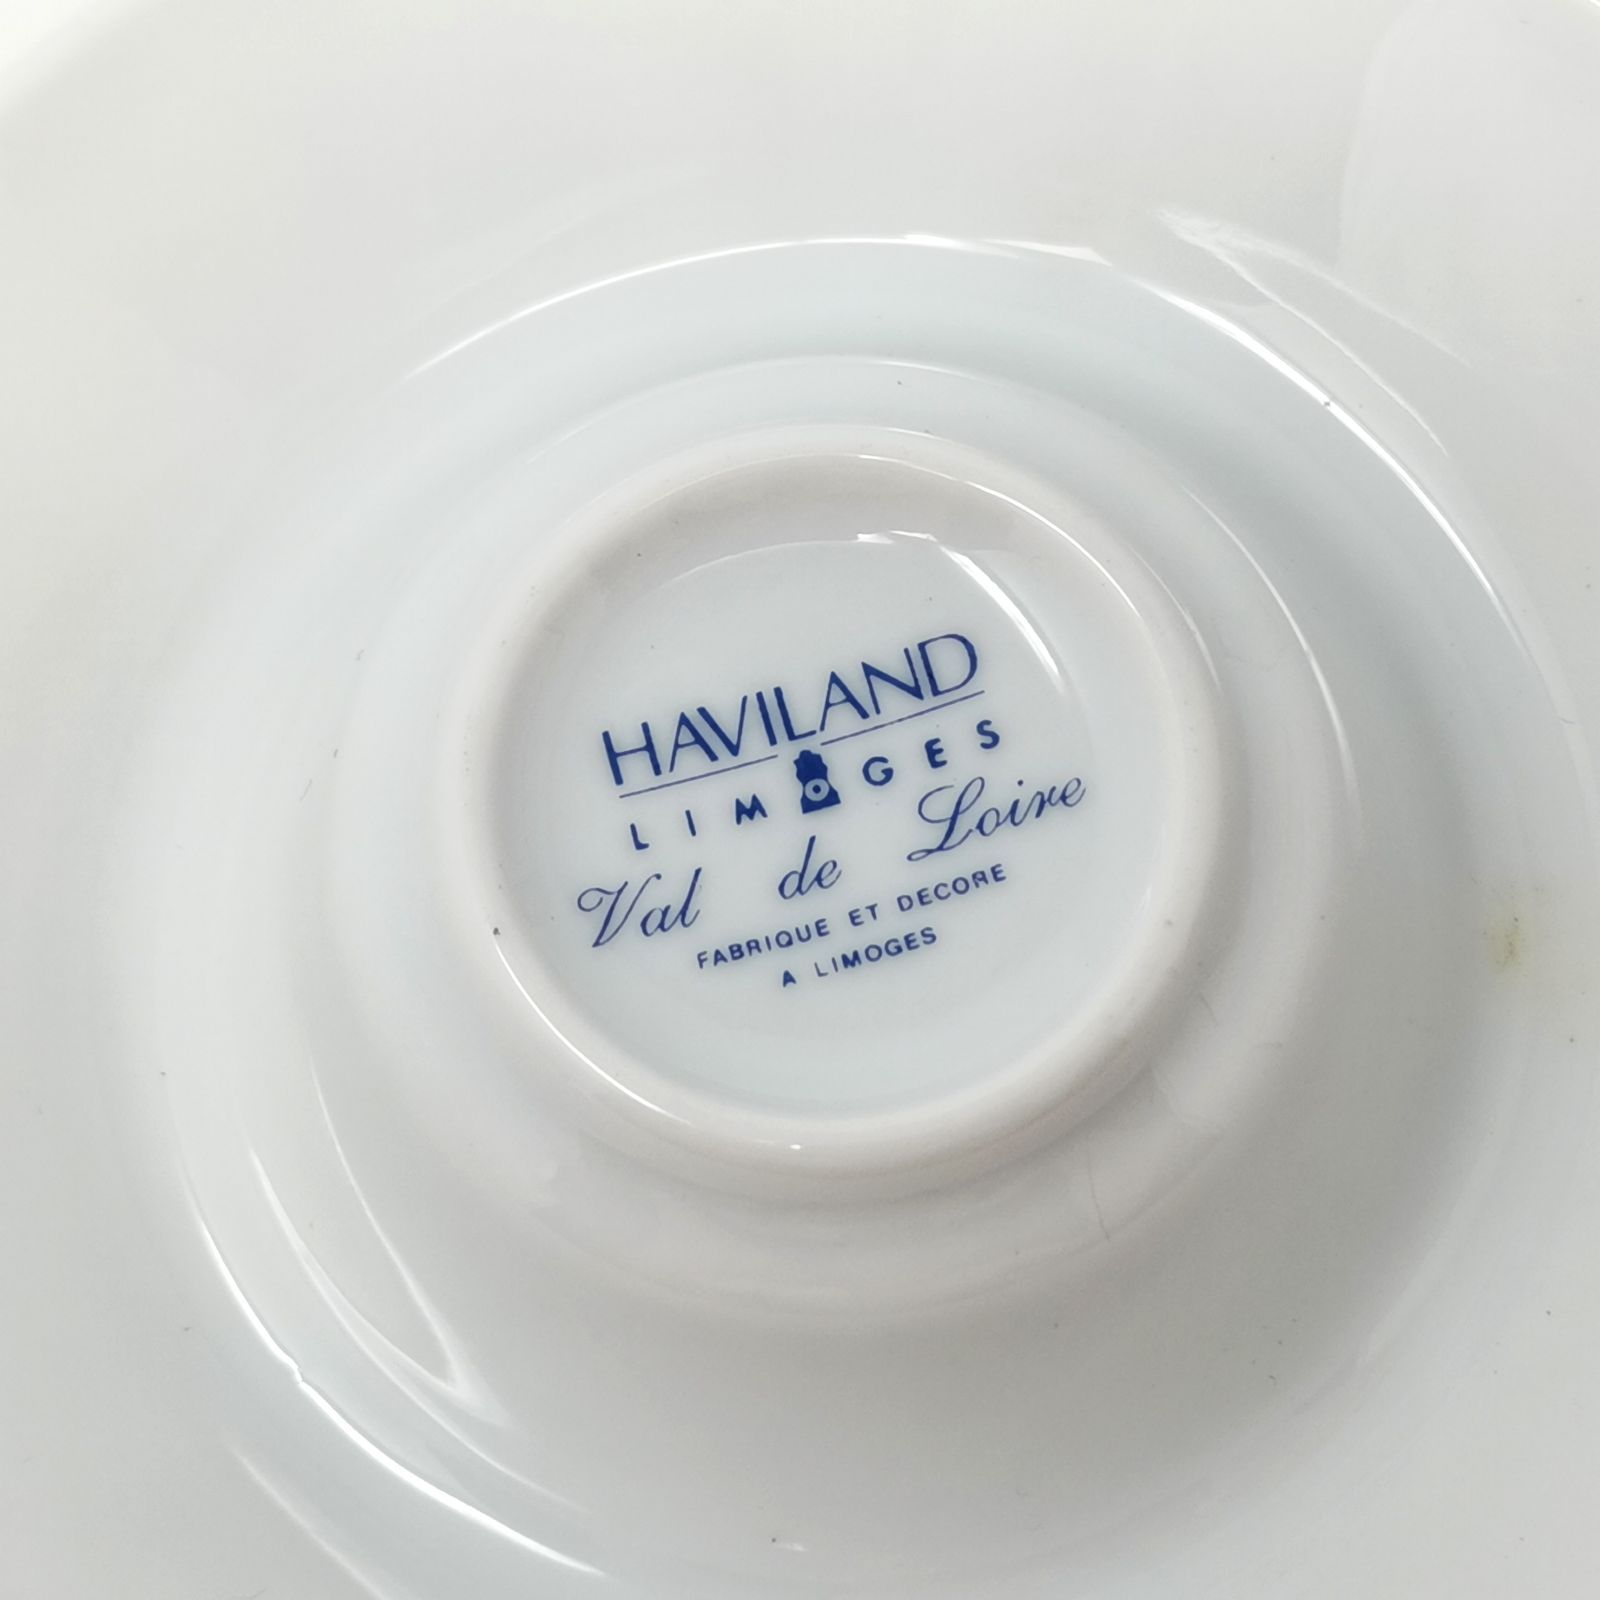 HAVILAND
LIMOGES
Val de Loire
FABRIQUE ET DECORE
A LIMOGES